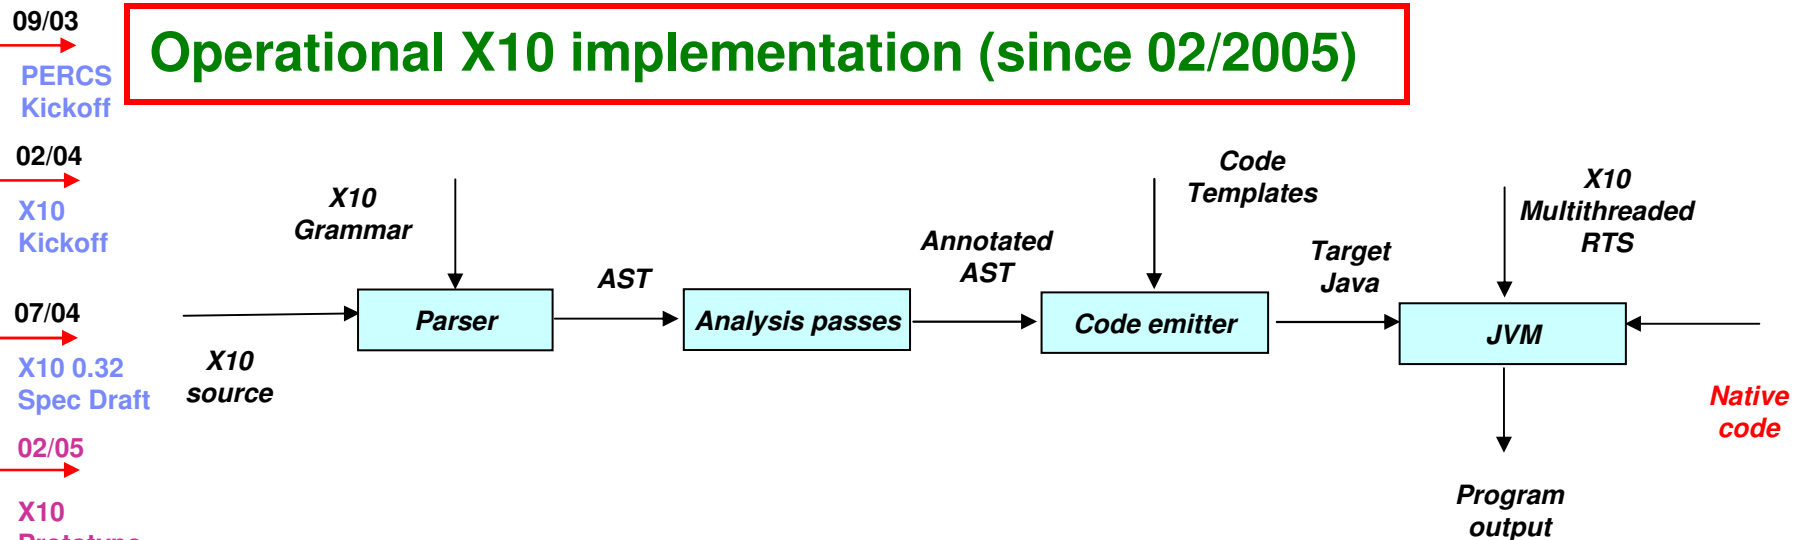 09/03
PERCS
Kickoff
Operational X10 implementation (since 02/2005)
02/04
X10
Kickoff
07/04
X10 0.32
Spec Draft
02/05
X10
Prototype
X10
Grammar
X10
source
Parser
AST
Analysis passes
Annotated
AST
Code
Templates
Code emitter
Target
Java
X10
Multithreaded
RTS
JVM
Native
code
Program
output